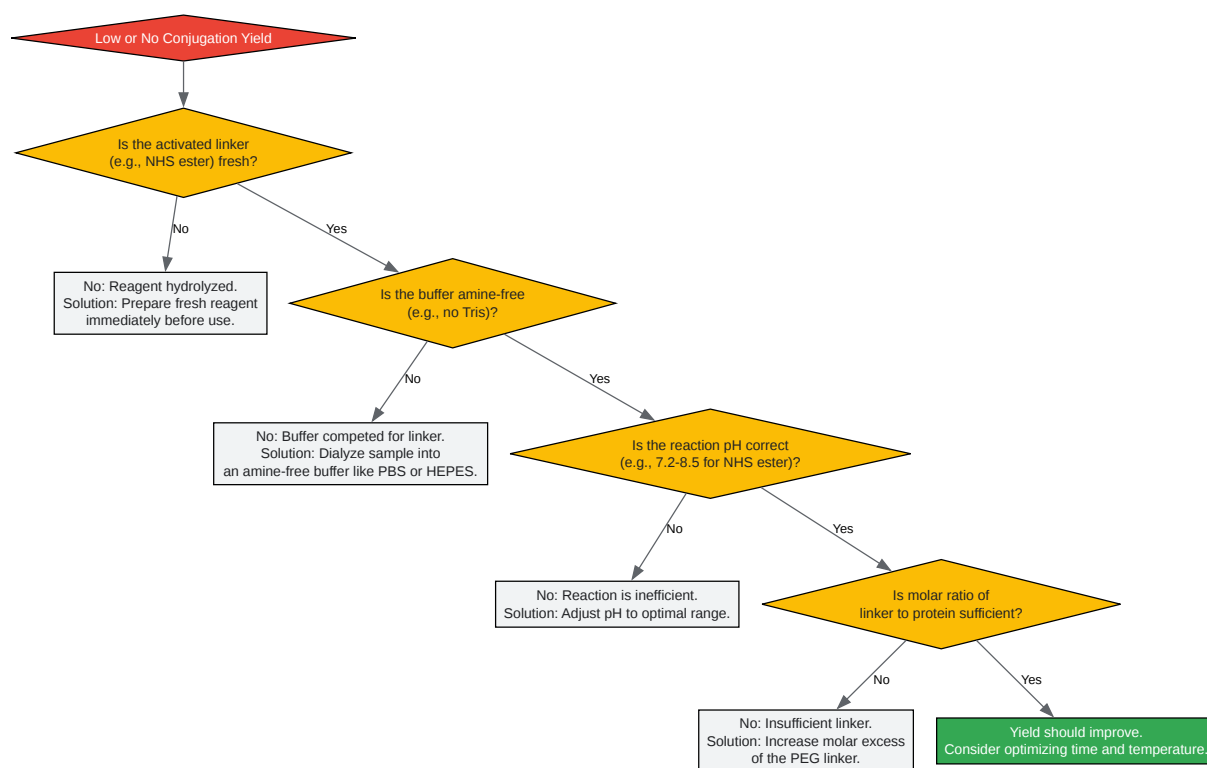 Low or No Conjugation Yield
Is the activated linker
(e.g., NHS ester) fresh?
No
Yes
No: Reagent hydrolyzed.
Solution: Prepare fresh reagent
immediately before use.
Is the buffer amine-free
(e.g., no Tris)?
No
Yes
No: Buffer competed for linker.
Solution: Dialyze sample into
an amine-free buffer like PBS or HEPES.
Is the reaction pH correct
(e.g., 7.2-8.5 for NHS ester)?
No
Yes
No: Reaction is inefficient.
Solution: Adjust pH to optimal range.
Is molar ratio of
linker to protein sufficient?
No
Yes
No: Insufficient linker.
Solution: Increase molar excess
of the PEG linker.
Yield should improve.
Consider optimizing time and temperature.